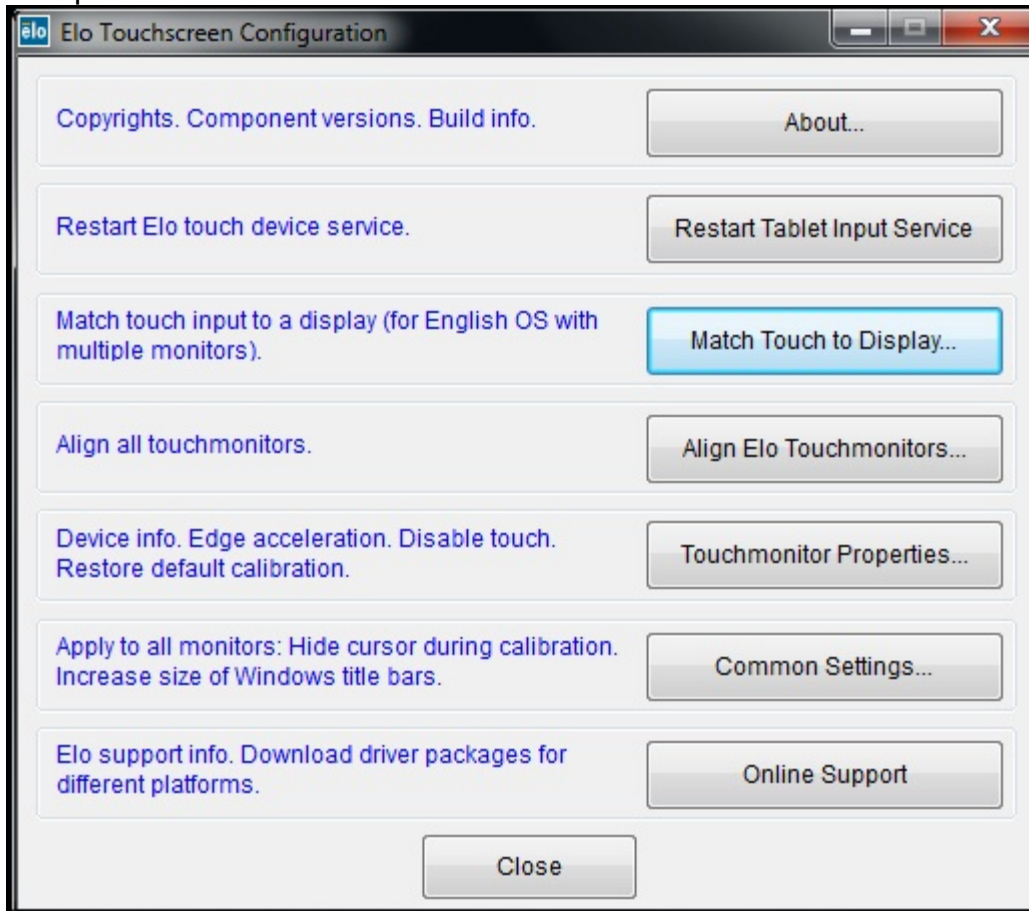 elo Elo Touchscreen Configuration
Copyrights. Component versions. Build info.
About...
Restart Elo touch device service.
Restart Tablet Input Service
Match touch input to a display (for English OS with
multiple monitors).
Match Touch to Display...
Align all touchmonitors.
Align Elo Touchmonitors...
Device info. Edge acceleration. Disable touch.
Restore default calibration.
Touchmonitor Properties...
Apply to all monitors: Hide cursor during calibration.
Increase size of Windows title bars.
Common Settings...
Elo support info. Download driver packages for
different platforms.
Online Support
Close